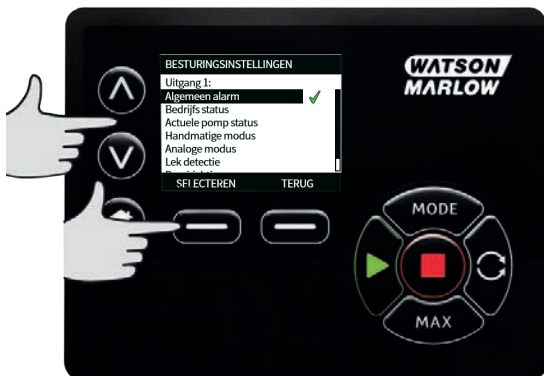 BESTURINGSINSTELLINGEN
Uitgang 1:
Algemeen alarm
Bedrijfs status
Actuele pomp status
Handmatige modus
Analoge modus
Lek detectie
SELECTEREN TERUG
WATSON
MARLOW
MODE
MAX